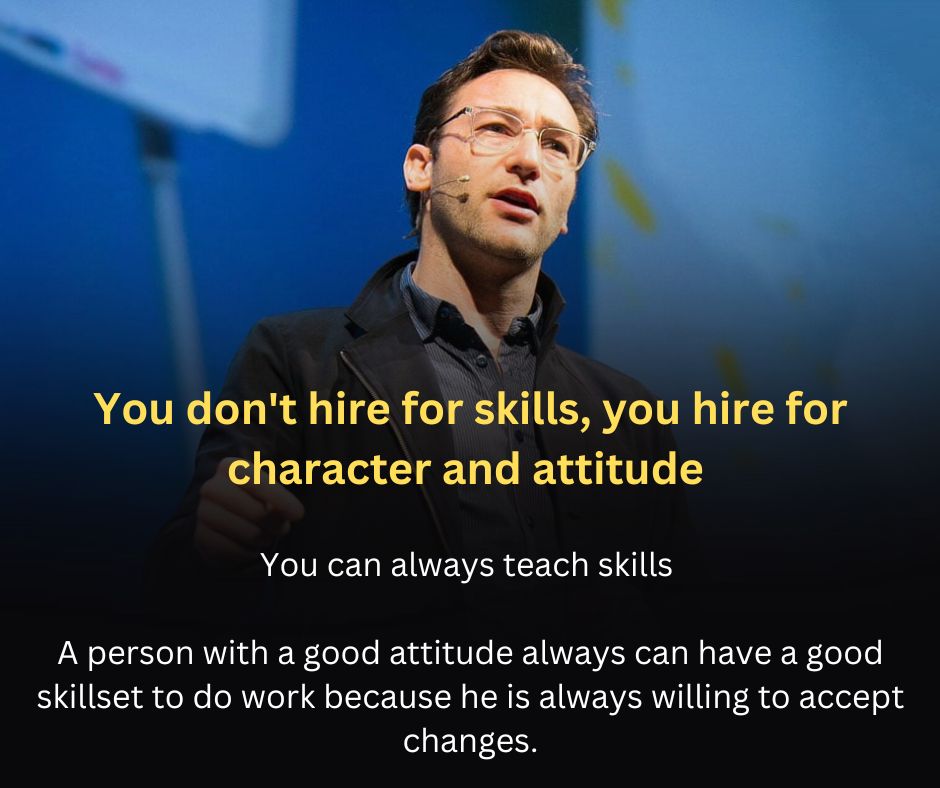 You don't hire for skills, you hire for
character and attitude
You can always teach skills
A person with a good attitude always can have a good
skillset to do work because he is always willing to accept
changes.